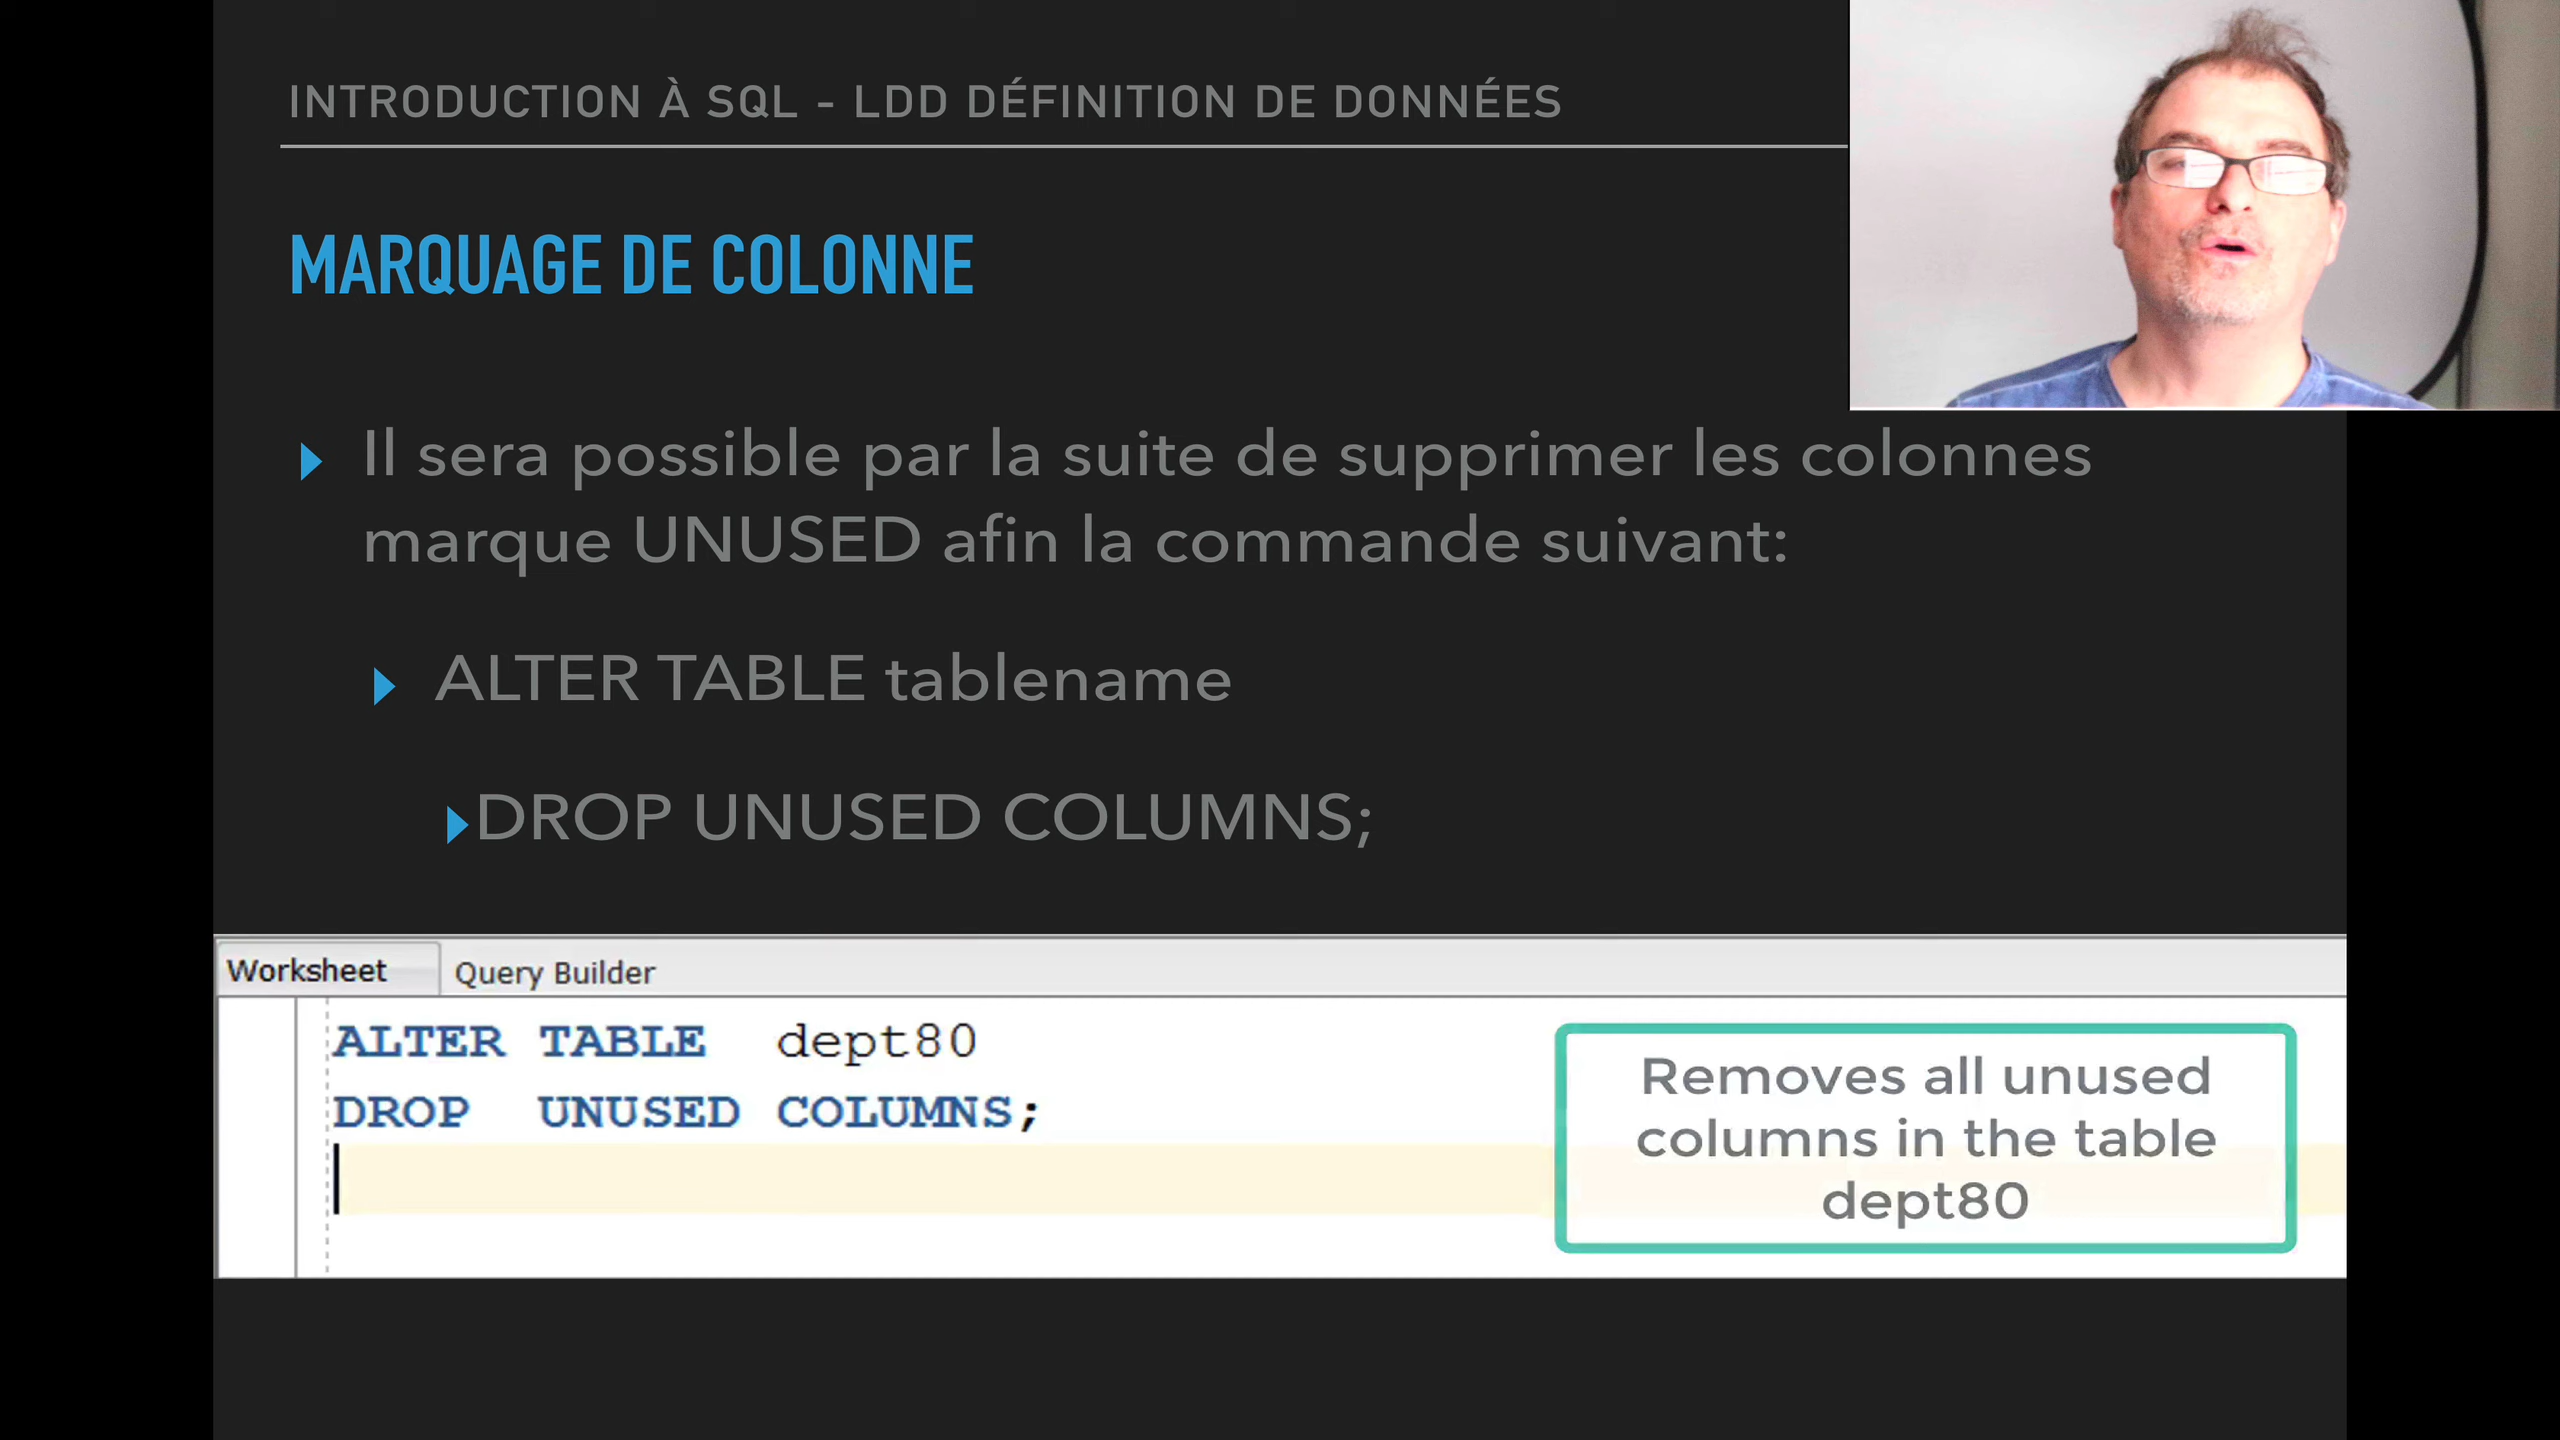 INTRODUCTION À SQL - LDD DÉFINITION DE DONNÉES
MARQUAGE DE COLONNE
Il sera possible par la suite de supprimer les colonnes
marque UNUSED afin la commande suivant:
ALTER TABLE tablename
DROP UNUSED COLUMNS;
Worksheet Query Builder
ALTER TABLE dept80
DROP UNUSED COLUMNS;
Removes all unused
columns in the table
dept80